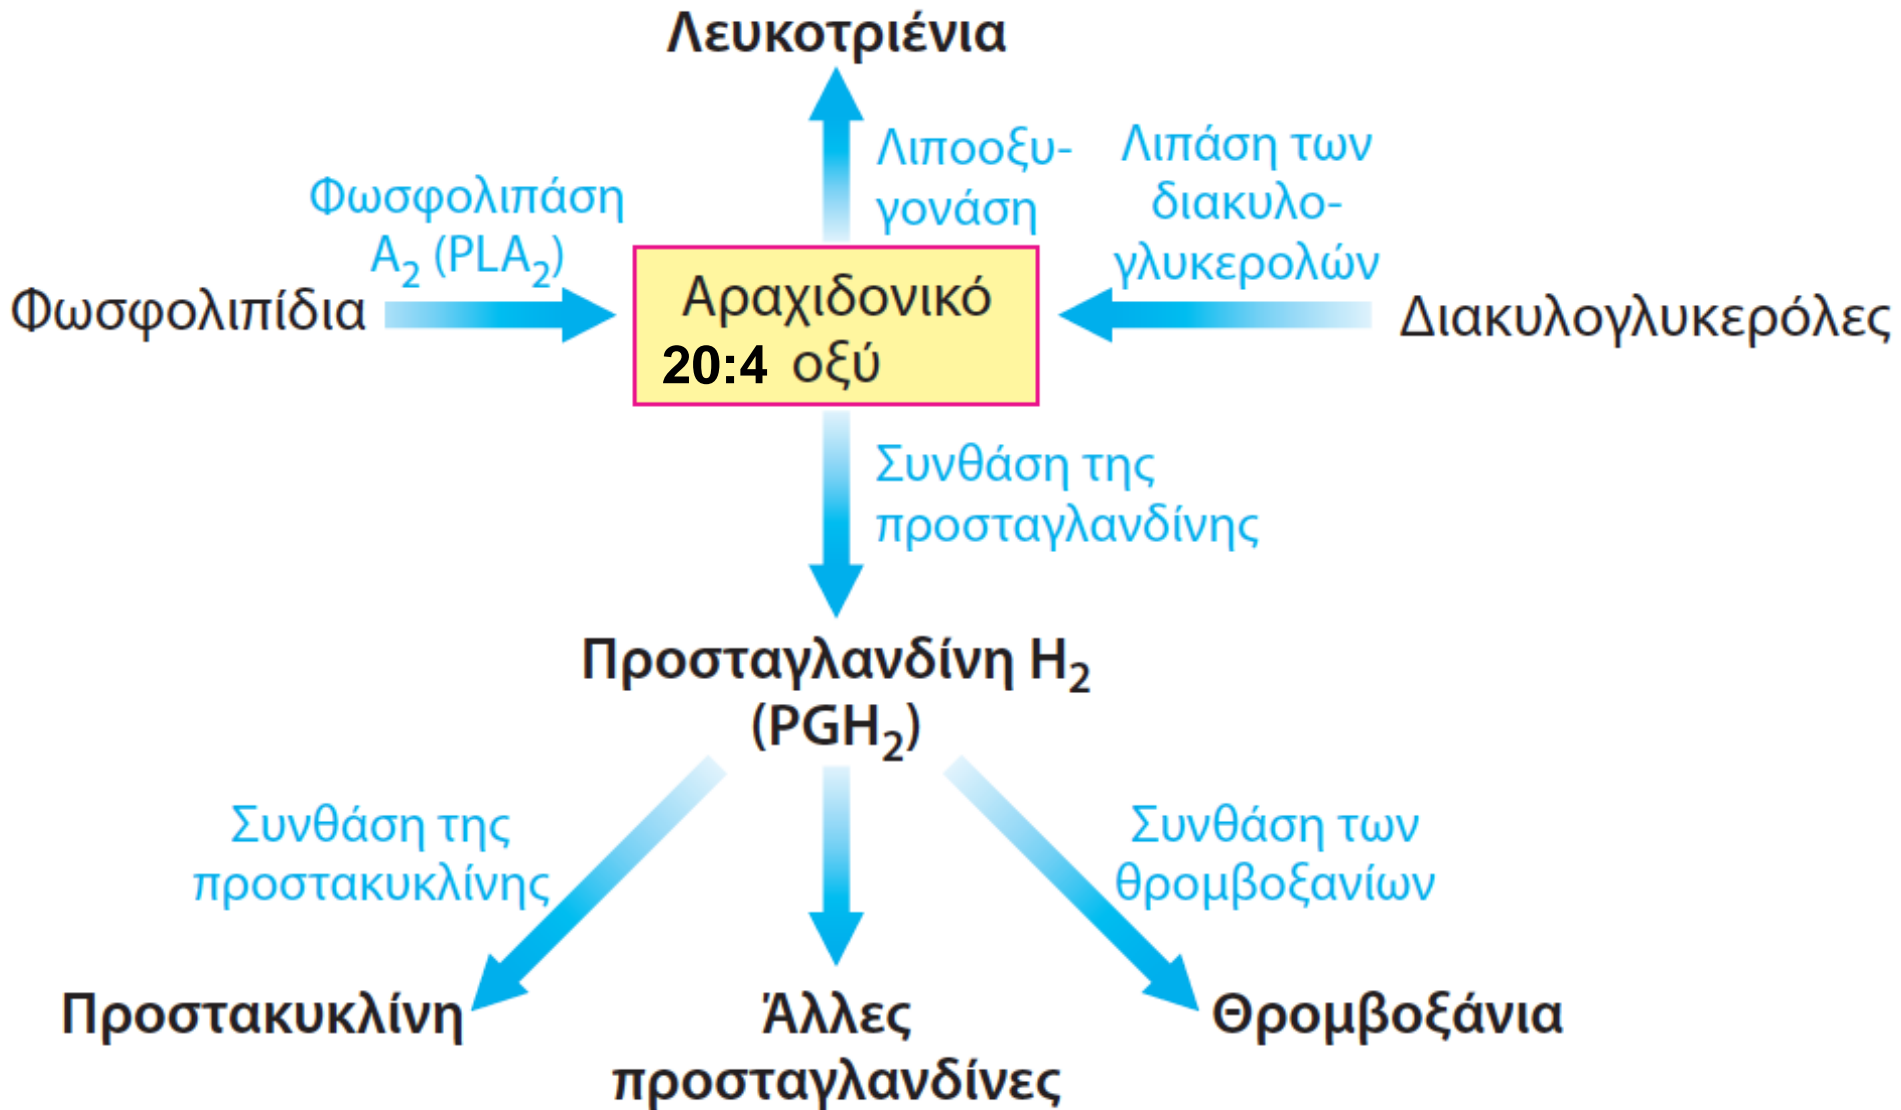 Λευκοτριένια
Λιποοξυ-
γονάση
Λιπάση των
διακυλο-
γλυκερολών
Φωσφολιπάση
A₂ (PLA₂)
Φωσφολιπίδια
Αραχιδονικό
20:4 οξύ
Διακυλογλυκερόλες
Συνθάση της
προσταγλανδίνης
Προσταγλανδίνη H₂
(PGH₂)
Συνθάση της
προστακυκλίνης
Συνθάση των
θρομβοξανίων
Προστακυκλίνη
Άλλες
προσταγλανδίνες
Θρομβοξάνια